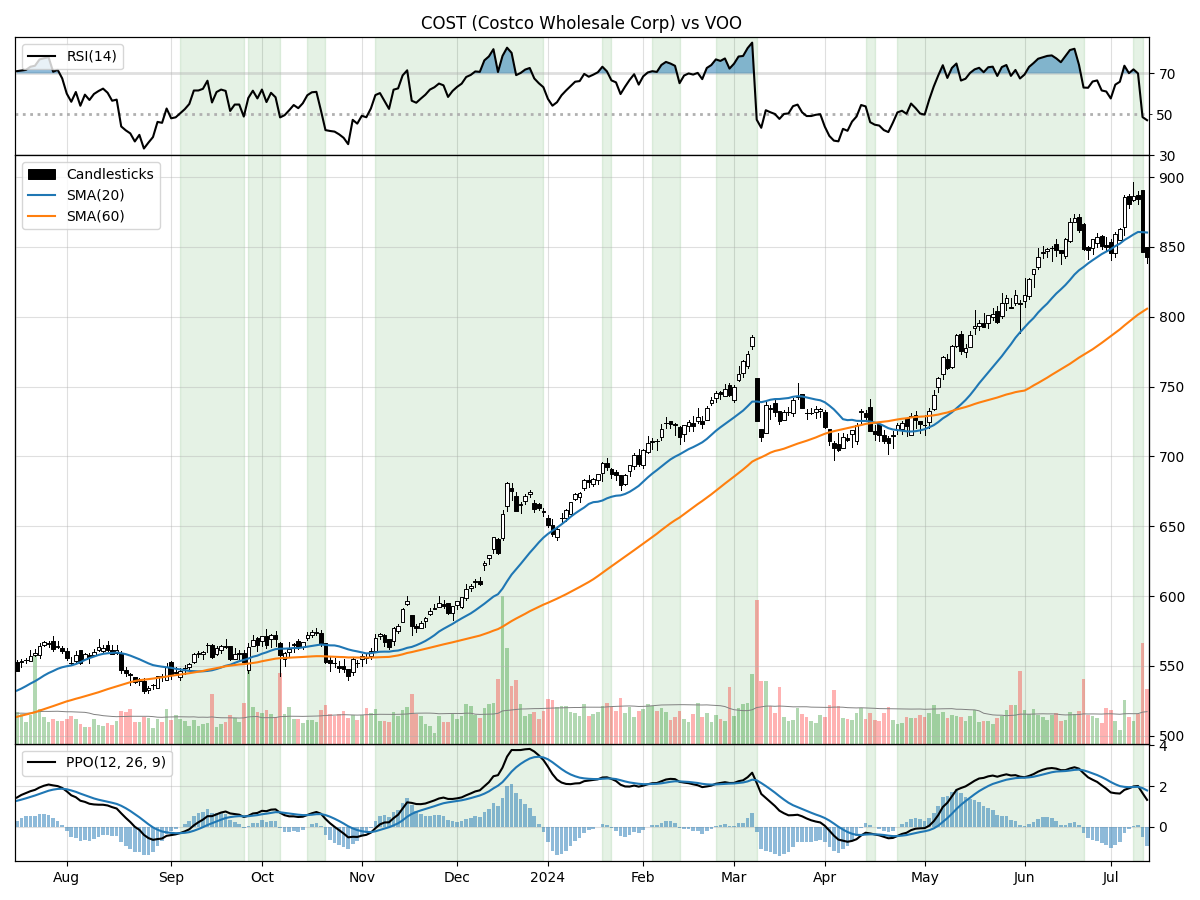 COST (Costco Wholesale Corp) vs VOO
RSI(14)
70
50
30
Candlesticks
SMA(20)
SMA(60)
900
850
800
750
700
650
600
550
500
PPO(12, 26, 9)
4
2
0
Aug Sep Oct Nov Dec 2024 Feb Mar Apr May Jun Jul